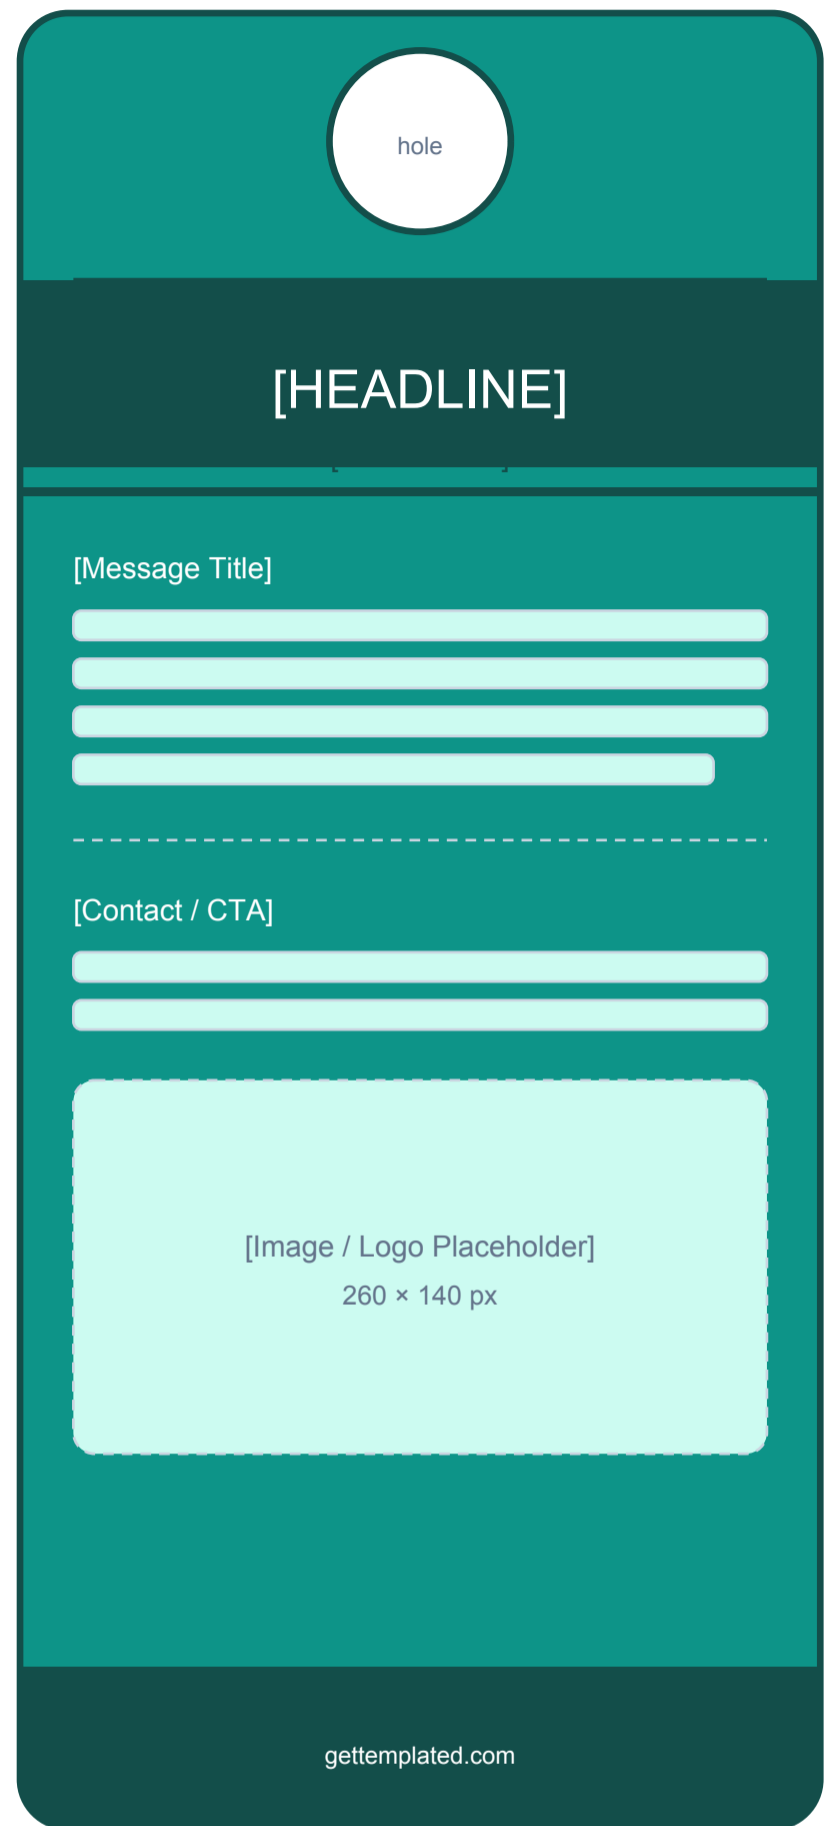 hole
[HEADLINE]
[Message Title]
[Contact / CTA]
[Image / Logo Placeholder]
260 × 140 px
gettemplated.com